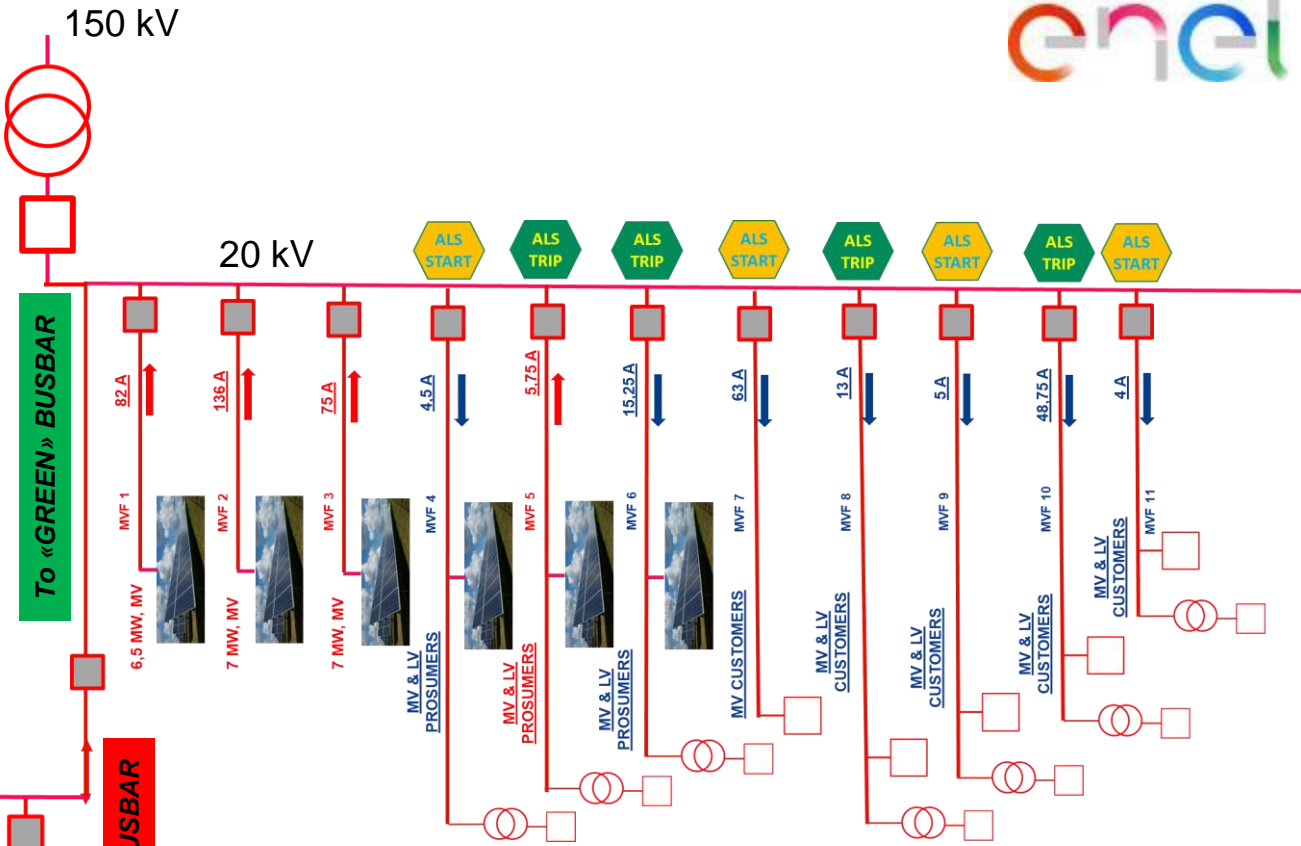 150 kV
enel
20 kV
ALS
START
ALS
TRIP
ALS
TRIP
ALS
START
ALS
TRIP
ALS
START
ALS
TRIP
ALS
START
To «GREEN» BUSBAR
82 A
136 A
75 A
4,5 A
5,75 A
15,25 A
63 A
13 A
5 A
48,75 A
4 A
MVF 1
MVF 2
MVF 3
MVF 4
MVF 5
MVF 6
MVF 7
MVF 8
MVF 9
MVF 10
MVF 11
6,5 MW, MV
7 MW, MV
7 MW, MV
MV & LV
PROSUMERS
MV & LV
PROSUMERS
MV & LV
PROSUMERS
MV CUSTOMERS
MV & LV
CUSTOMERS
MV & LV
CUSTOMERS
MV & LV
CUSTOMERS
MV & LV
CUSTOMERS
USBAR